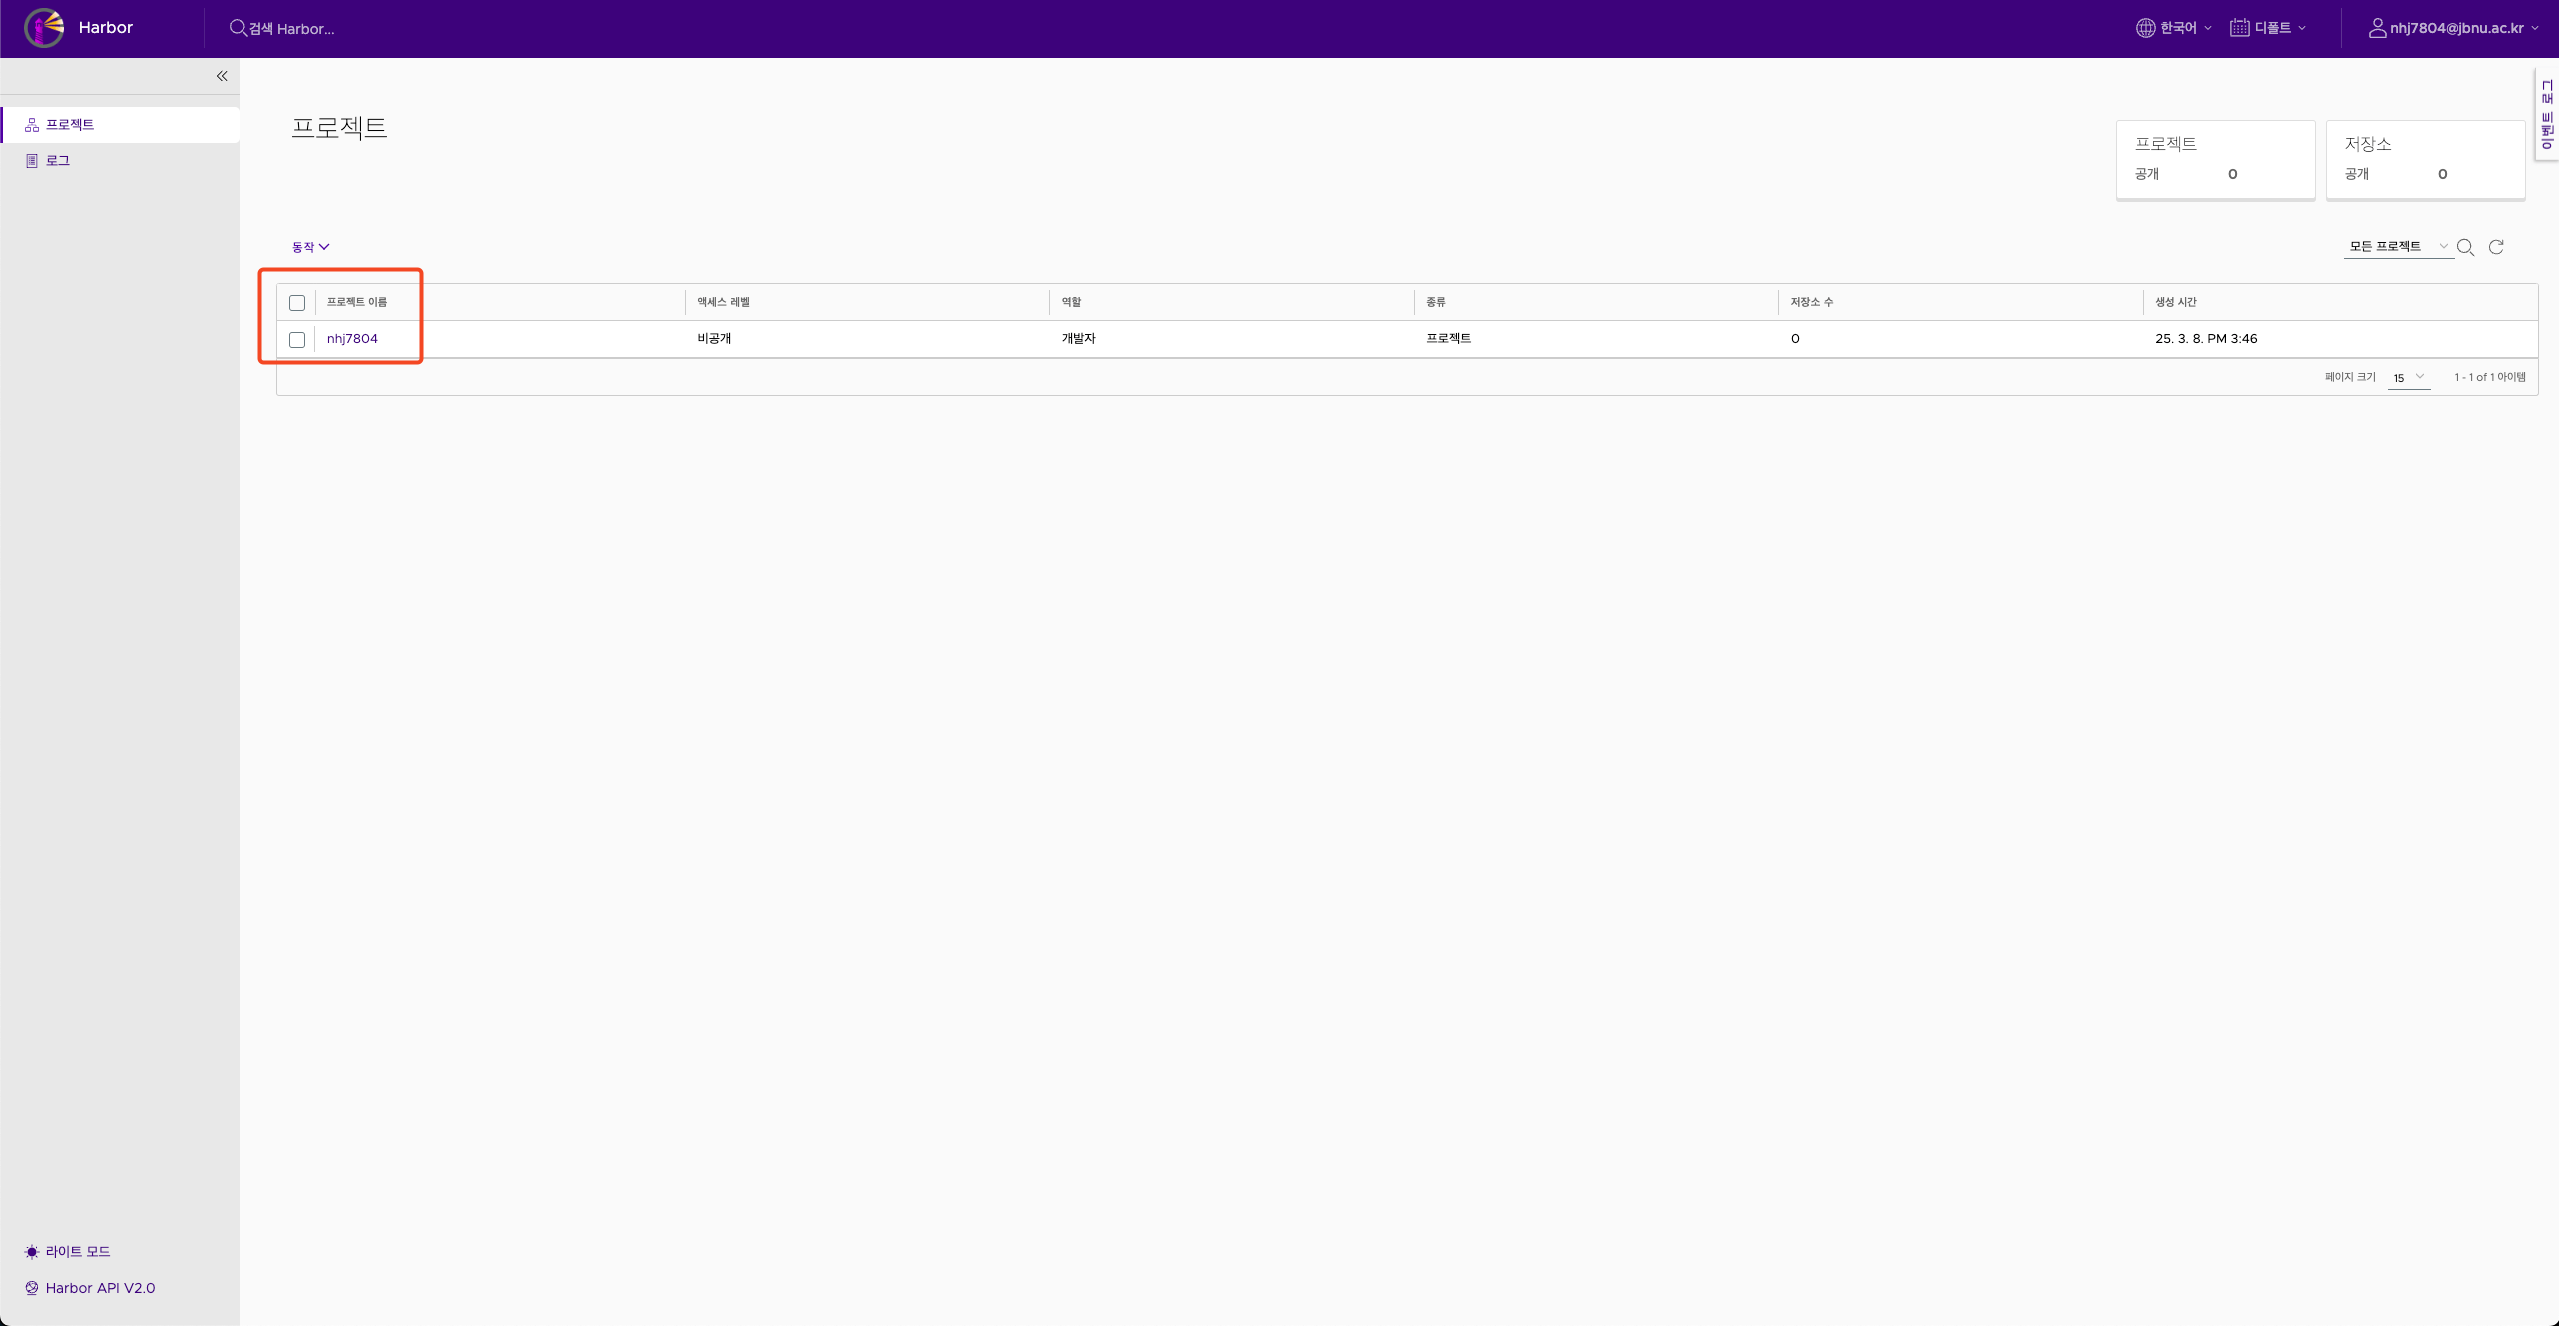 Harbor
검색 Harbor...
한국어
디폴트
nhj7804@jbnu.ac.kr
프로젝트
로그
이벤트 로그
프로젝트
프로젝트
공개 0
저장소
공개 0
동작
모든 프로젝트
프로젝트 이름 액세스 레벨 역할 종류 저장소 수 생성 시간
nhj7804 비공개 개발자 프로젝트 0 25. 3. 8. PM 3:46
페이지 크기 15 1 - 1 of 1 아이템
라이트 모드
Harbor API V2.0